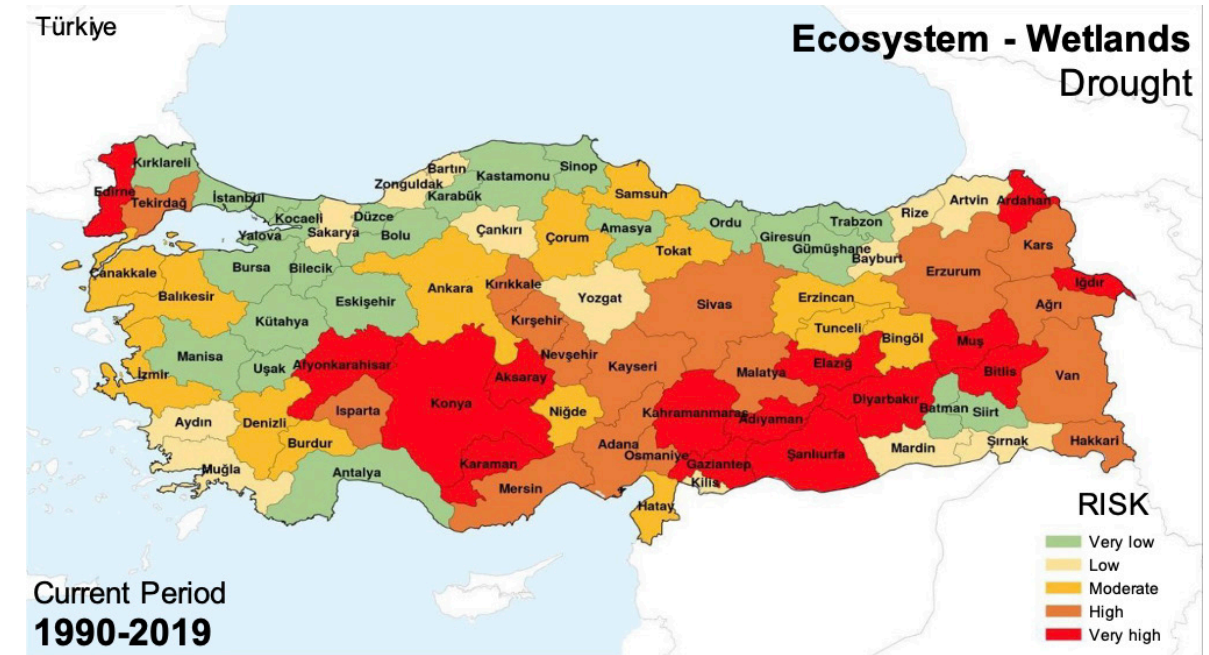 Türkiye
Ecosystem - Wetlands
Drought
Kırklareli
Edirne
Tekirdağ
İstanbul
Kocaeli
Yalova
Sakarya
Düzce
Bolu
Zonguldak
Bartın
Karabük
Kastamonu
Sinop
Çankırı
Samsun
Çorum
Amasya
Tokat
Ordu
Giresun
Gümüşhane
Trabzon
Bayburt
Rize
Artvin
Ardahan
Kars
Iğdır
Erzurum
Ağrı
Çanakkale
Balıkesir
Bursa
Bilecik
Eskişehir
Kütahya
Ankara
Kırıkkale
Kırşehir
Yozgat
Sivas
Erzincan
Tunceli
Bingöl
Muş
Bitlis
Van
Manisa
İzmir
Uşak
Afyonkarahisar
Konya
Aksaray
Nevşehir
Kayseri
Malatya
Elazığ
Diyarbakır
Batman
Siirt
Aydın
Denizli
Isparta
Burdur
Niğde
Kahramanmaraş
Adıyaman
Mardin
Şırnak
Hakkari
Muğla
Antalya
Karaman
Mersin
Adana
Osmaniye
Gaziantep
Şanlıurfa
Kilis
Hatay
RISK
Very low
Low
Moderate
High
Very high
Current Period
1990-2019